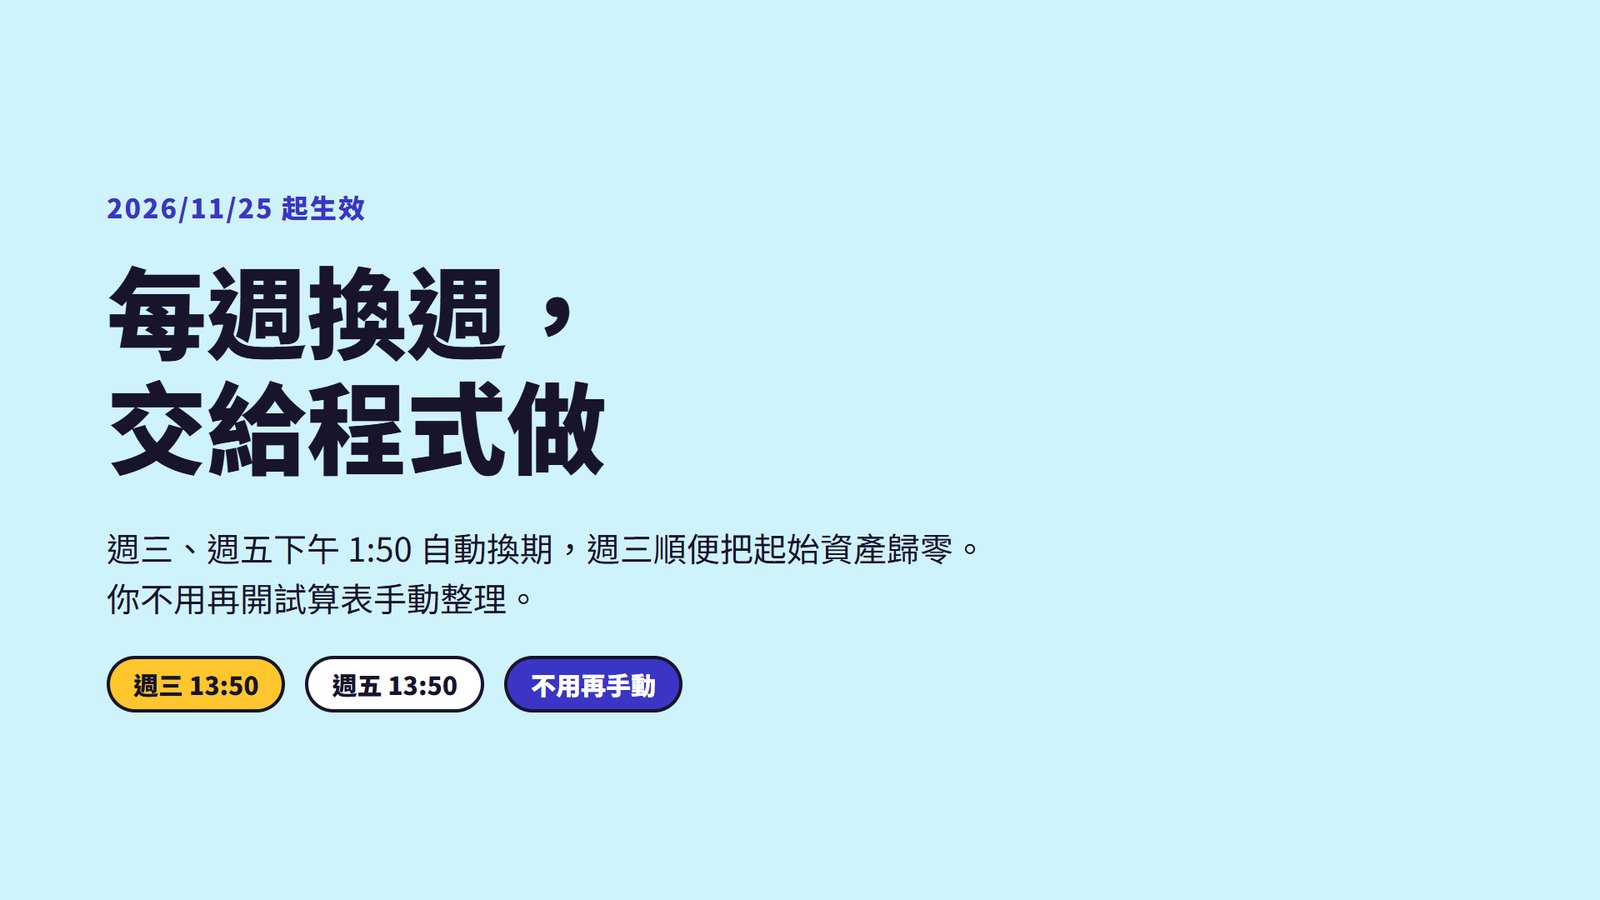 2026/11/25 起生效
每週換週，
交給程式做
週三、週五下午 1:50 自動換期，週三順便把起始資產歸零。
你不用再開試算表手動整理。
週三 13:50
週五 13:50
不用再手動